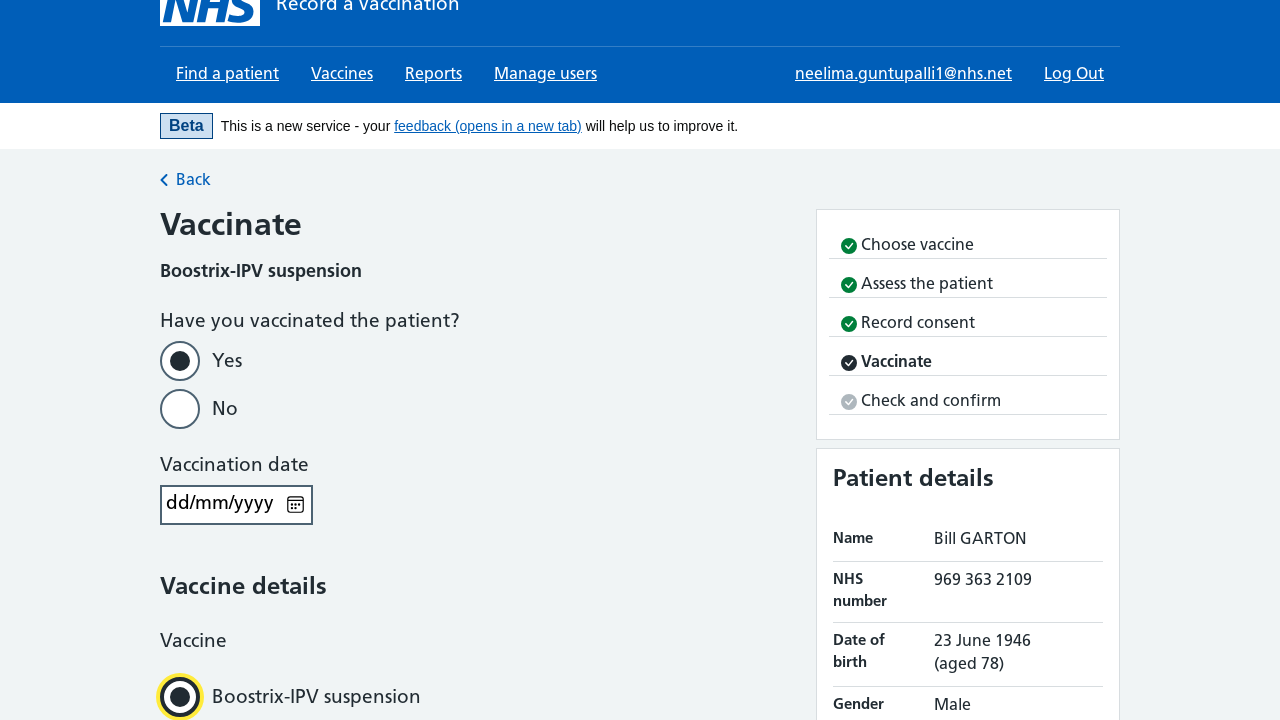 NHS Record a vaccination
Find a patient Vaccines Reports Manage users neelima.guntupalli1@nhs.net Log Out
Beta This is a new service - your feedback (opens in a new tab) will help us to improve it.
Back
Vaccinate
Boostrix-IPV suspension
Have you vaccinated the patient?
Yes
No
Vaccination date
dd/mm/yyyy
Vaccine details
Vaccine
Boostrix-IPV suspension
Choose vaccine
Assess the patient
Record consent
Vaccinate
Check and confirm
Patient details
Name Bill GARTON
NHS number 969 363 2109
Date of birth 23 June 1946 (aged 78)
Gender Male